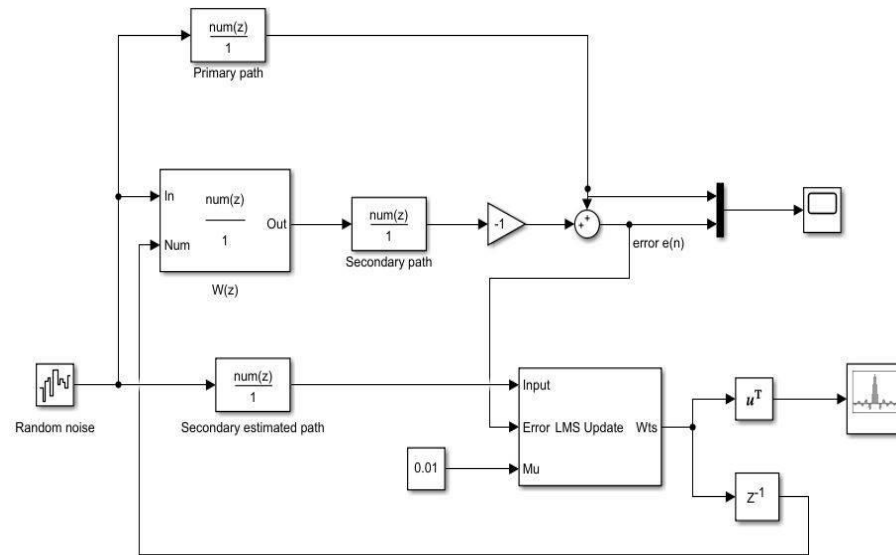 num(z)
1
Primary path
In
num(z)
1
Out
Num
W(z)
num(z)
1
Secondary path
-1
+
+
error e(n)
Random noise
num(z)
1
Secondary estimated path
Input
Error LMS Update Wts
Mu
0.01
uᵀ
Z⁻¹